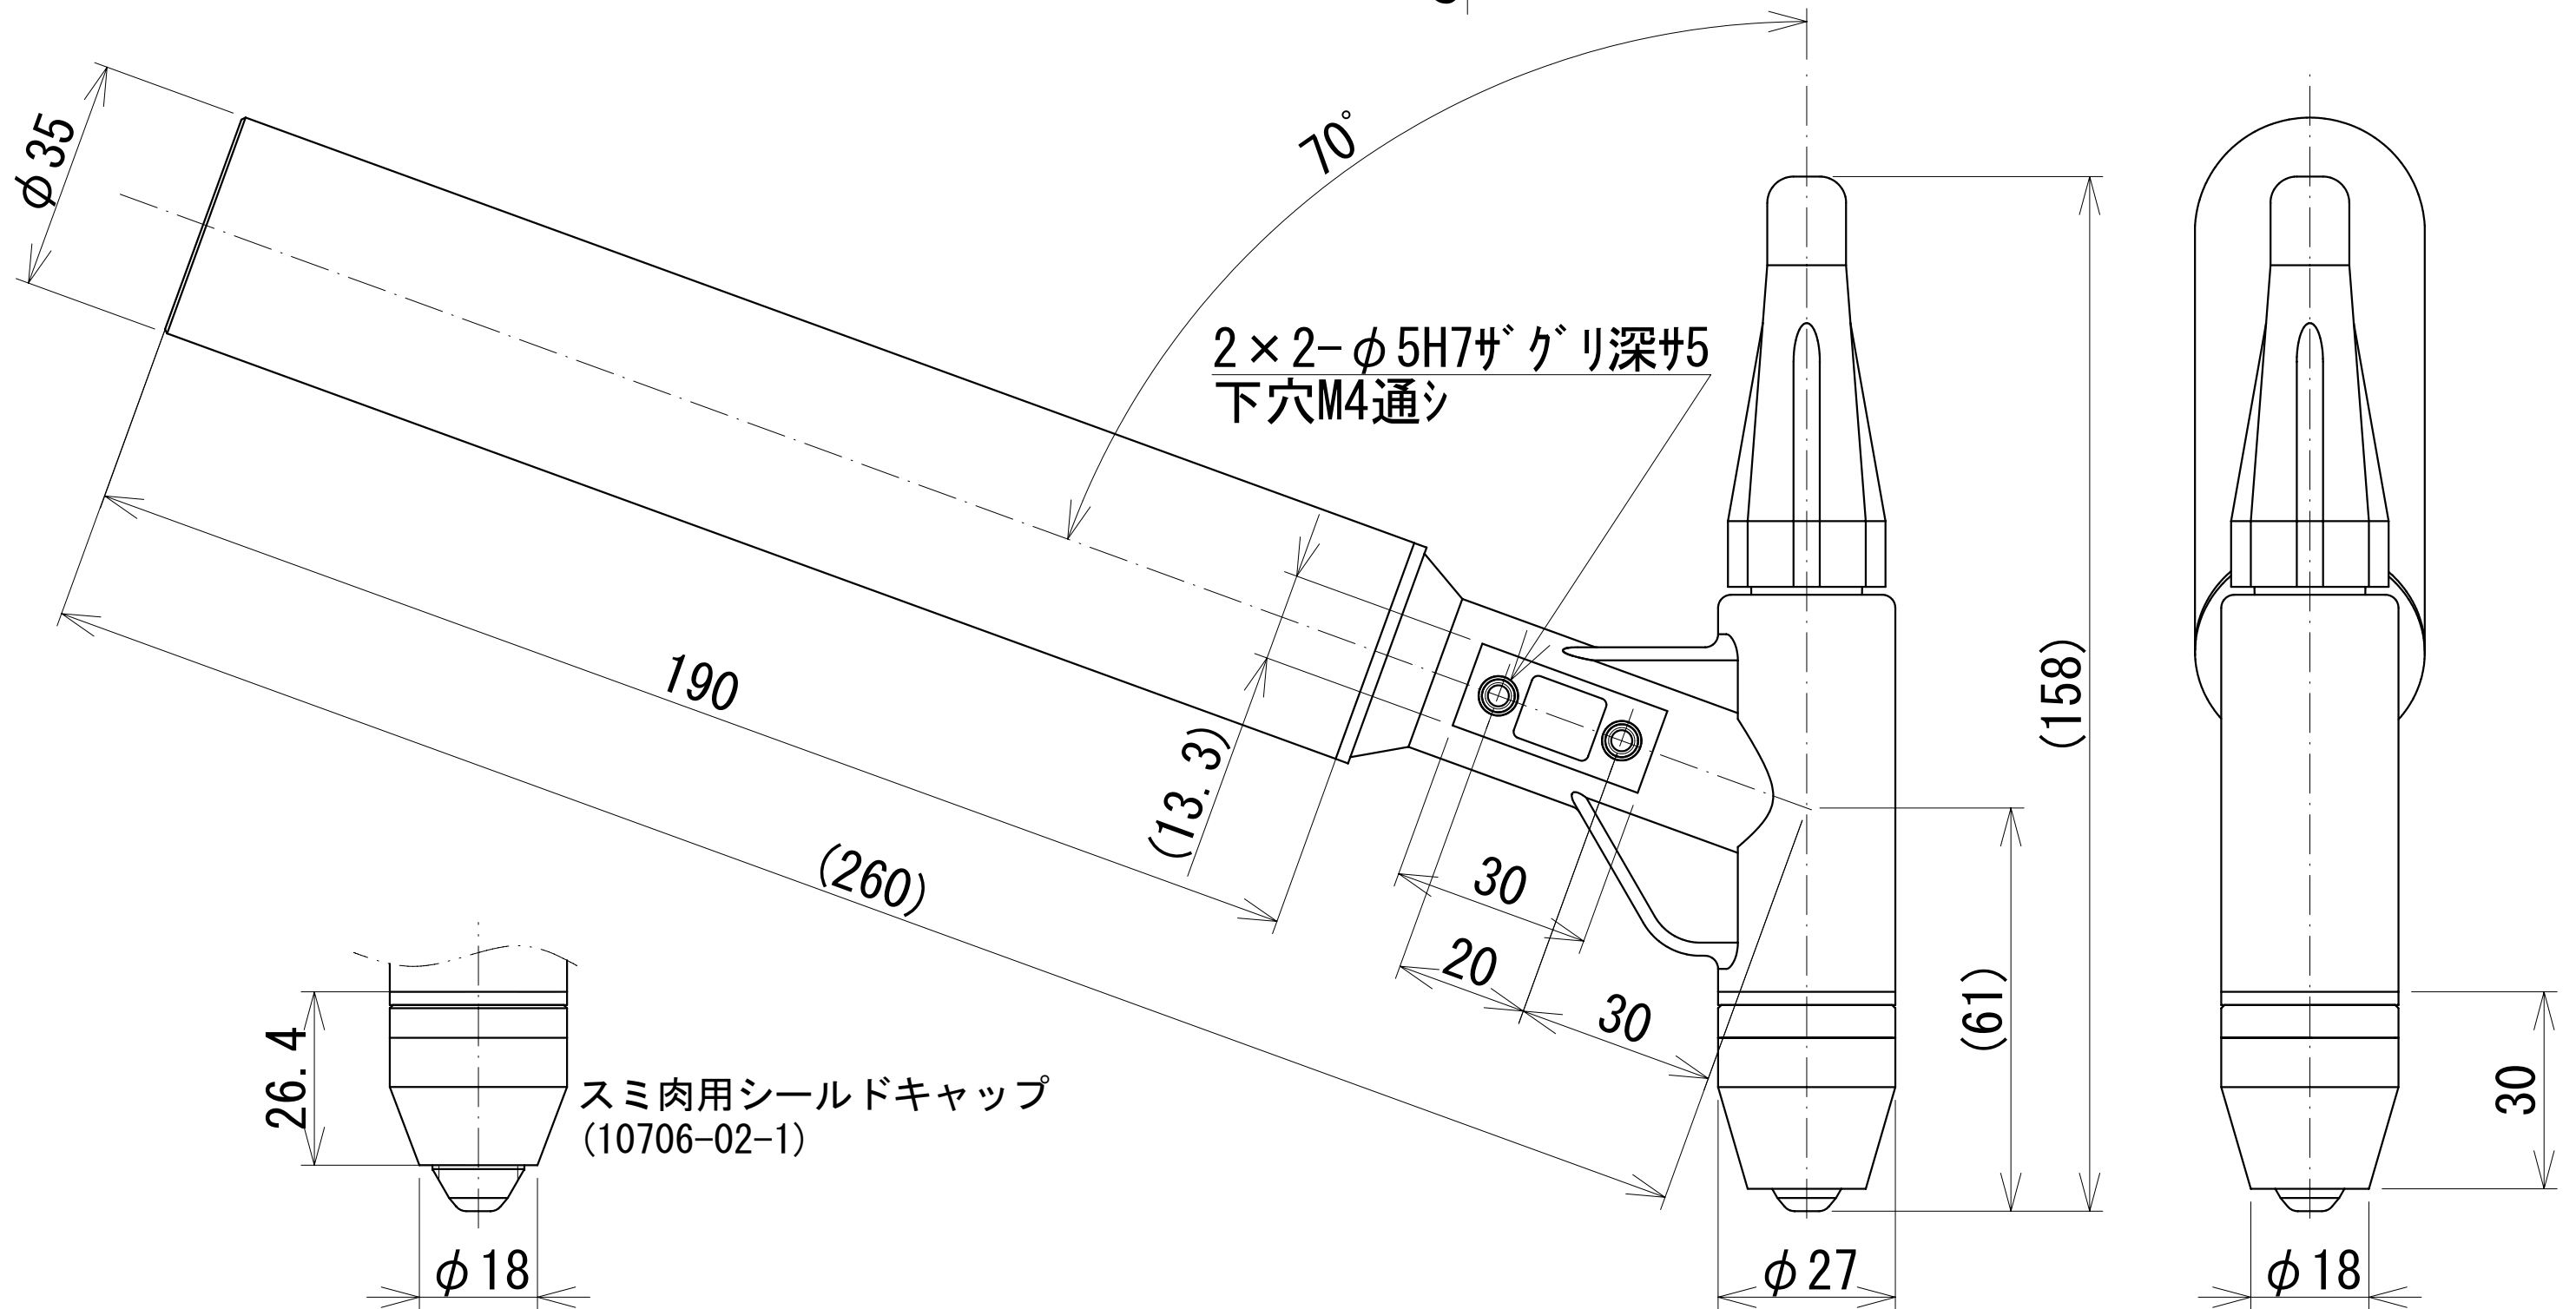 φ35
70°
2×2-φ5H7ｻﾞｸﾞﾘ深ｻ5
下穴M4通ｼ
190
(260)
(13.3)
30
20
30
(158)
(61)
30
26.4
スミ肉用シールドキャップ
(10706-02-1)
φ18
φ27
φ18